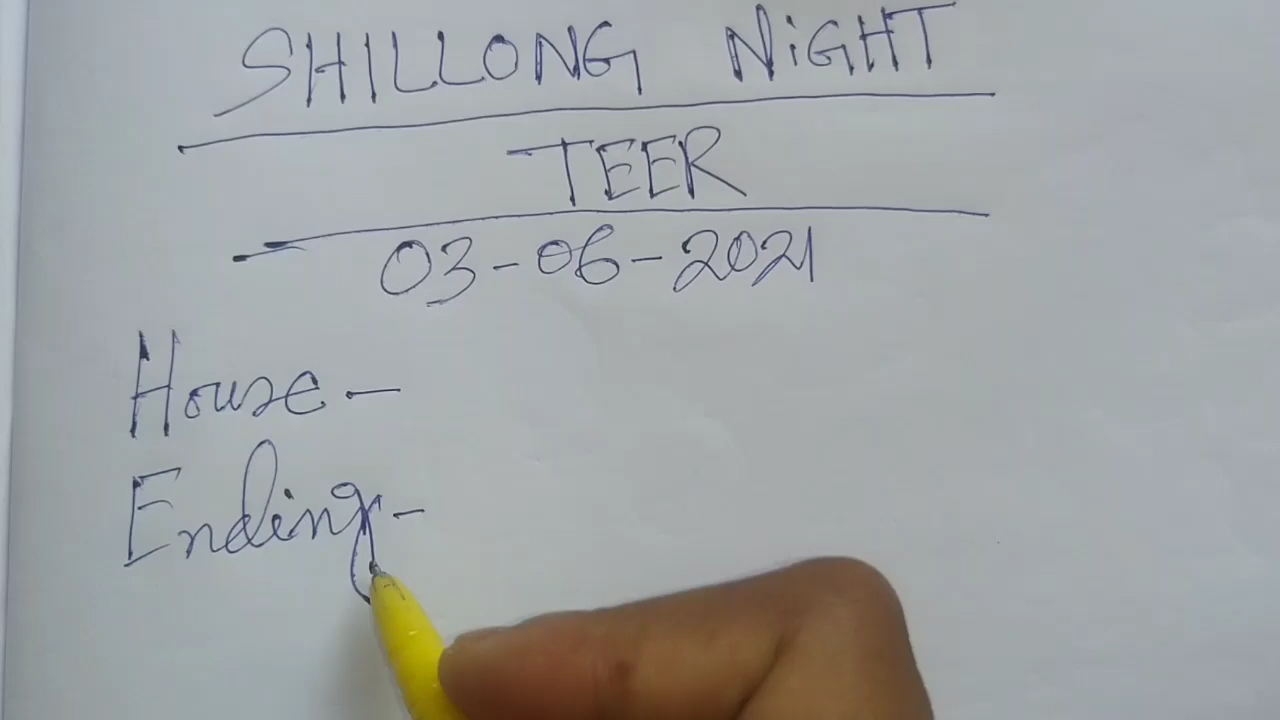 SHILLONG NiGHT
TEER
03-06-2021
House -
Ending -